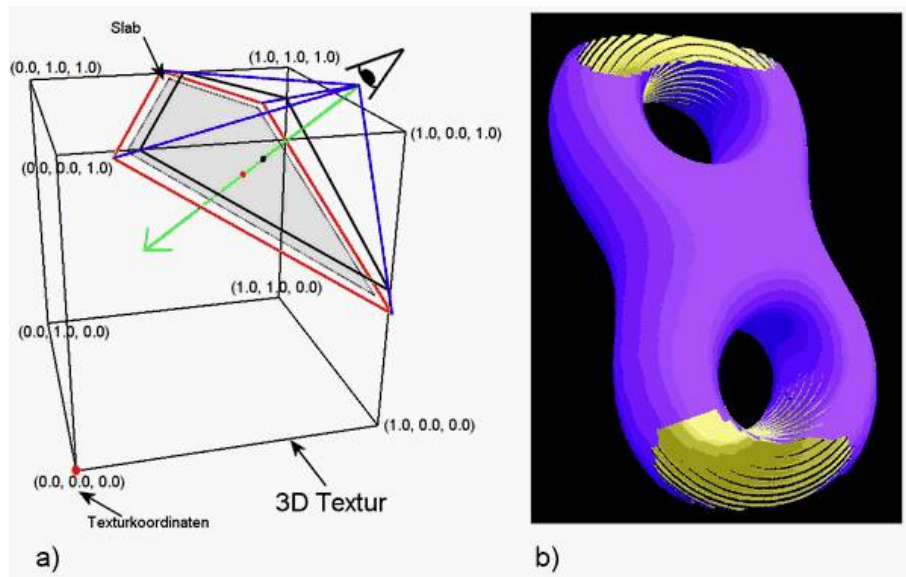 Slab
(0.0, 1.0, 1.0)
(1.0, 1.0, 1.0)
(1.0, 0.0, 1.0)
(0.0, 0.0, 1.0)
(1.0, 1.0, 0.0)
(0.0, 1.0, 0.0)
(1.0, 0.0, 0.0)
(0.0, 0.0, 0.0)
3D Textur
Texturkoordinaten
a)
b)